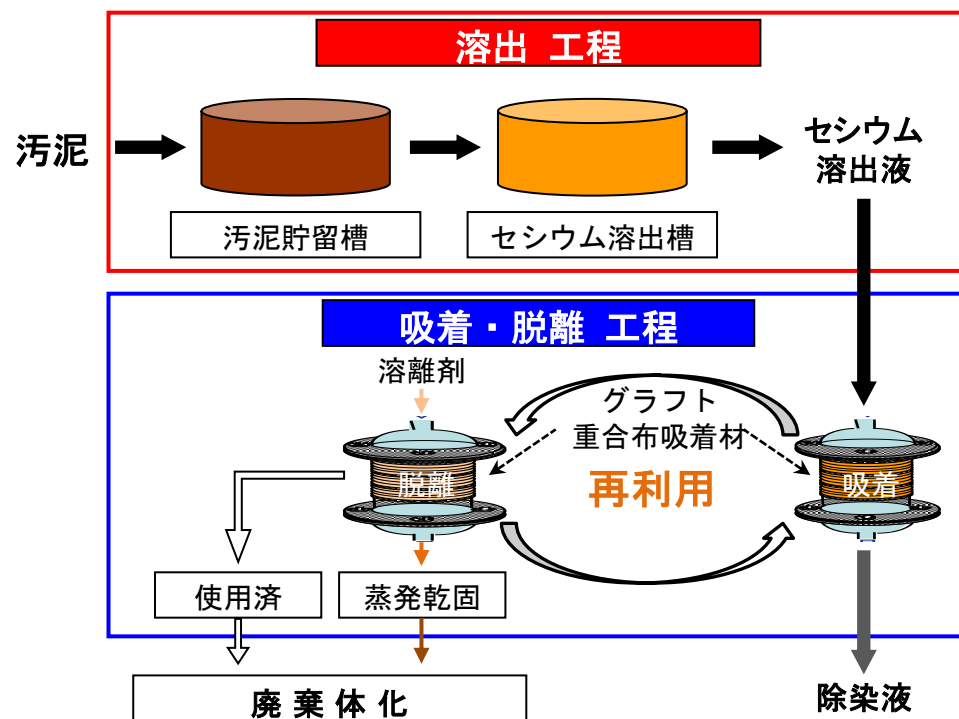 溶出 工程
汚泥
セシウム
溶出液
汚泥貯留槽
セシウム溶出槽
吸着・脱離 工程
溶離剤
グラフト
重合布吸着材
脱離
再利用
吸着
使用済
蒸発乾固
廃棄体化
除染液